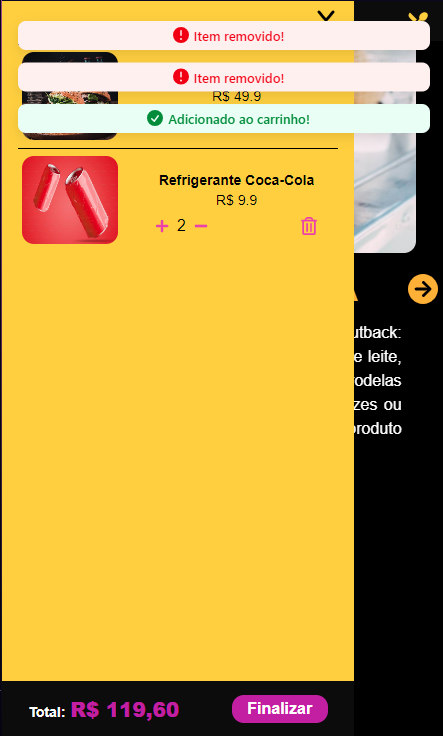 Item removido!
Item removido!
R$ 49.9
Adicionado ao carrinho!
Refrigerante Coca-Cola
R$ 9.9
2
utback:
e leite,
rodelas
zes ou
produto
Total: R$ 119,60
Finalizar